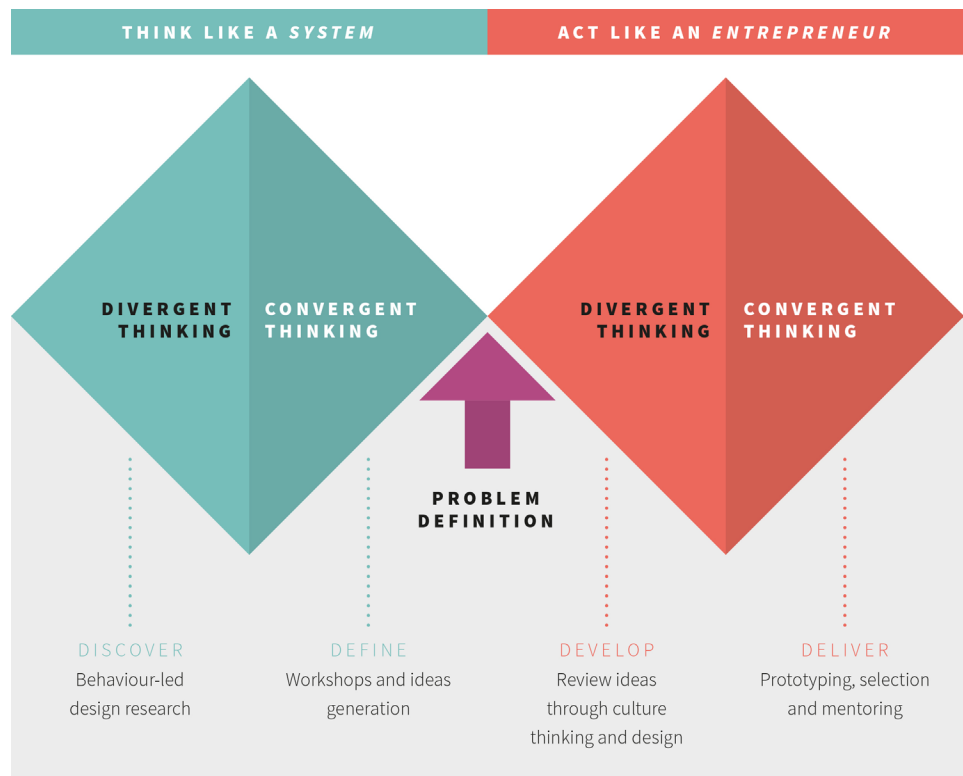 THINK LIKE A SYSTEM
ACT LIKE AN ENTREPRENEUR
DIVERGENT
THINKING
CONVERGENT
THINKING
DIVERGENT
THINKING
CONVERGENT
THINKING
PROBLEM
DEFINITION
DISCOVER
Behaviour-led
design research
DEFINE
Workshops and ideas
generation
DEVELOP
Review ideas
through culture
thinking and design
DELIVER
Prototyping, selection
and mentoring